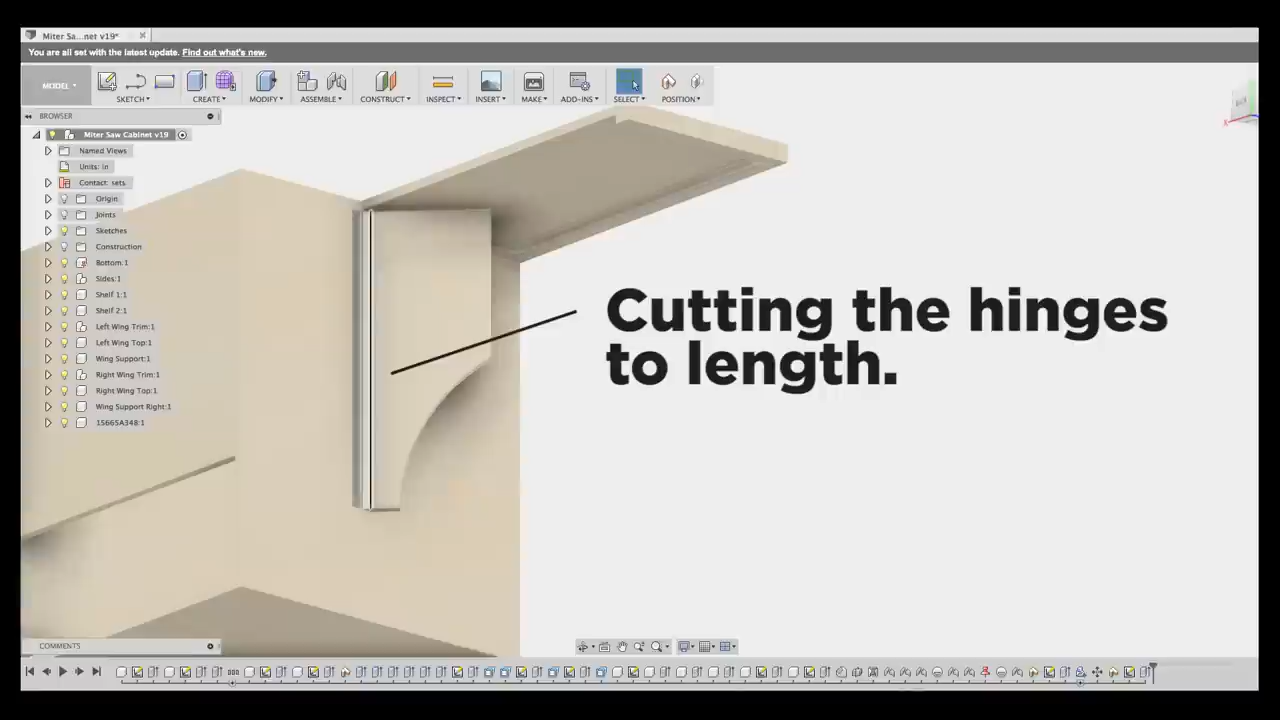 Miter Sa...net v19*
You are all set with the latest update. Find out what's new.
MODEL
SKETCH
CREATE
MODIFY
ASSEMBLE
CONSTRUCT
INSPECT
INSERT
MAKE
ADD-INS
SELECT
POSITION
BROWSER
Miter Saw Cabinet v19
Named Views
Units: in
Contact: sets
Origin
Joints
Sketches
Construction
Bottom:1
Sides:1
Shelf 1:1
Shelf 2:1
Left Wing Trim:1
Left Wing Top:1
Wing Support:1
Right Wing Trim:1
Right Wing Top:1
Wing Support Right:1
15665A348:1
Cutting the hinges
to length.
COMMENTS